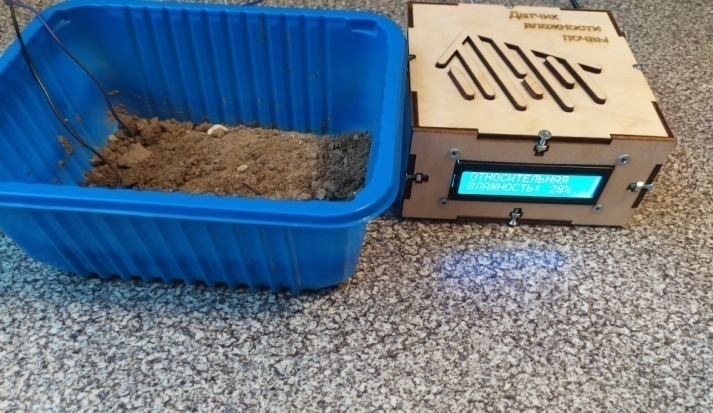 Датчик
влажности
почвы
ОТНОСИТЕЛЬНАЯ
ВЛАЖНОСТЬ: 28%